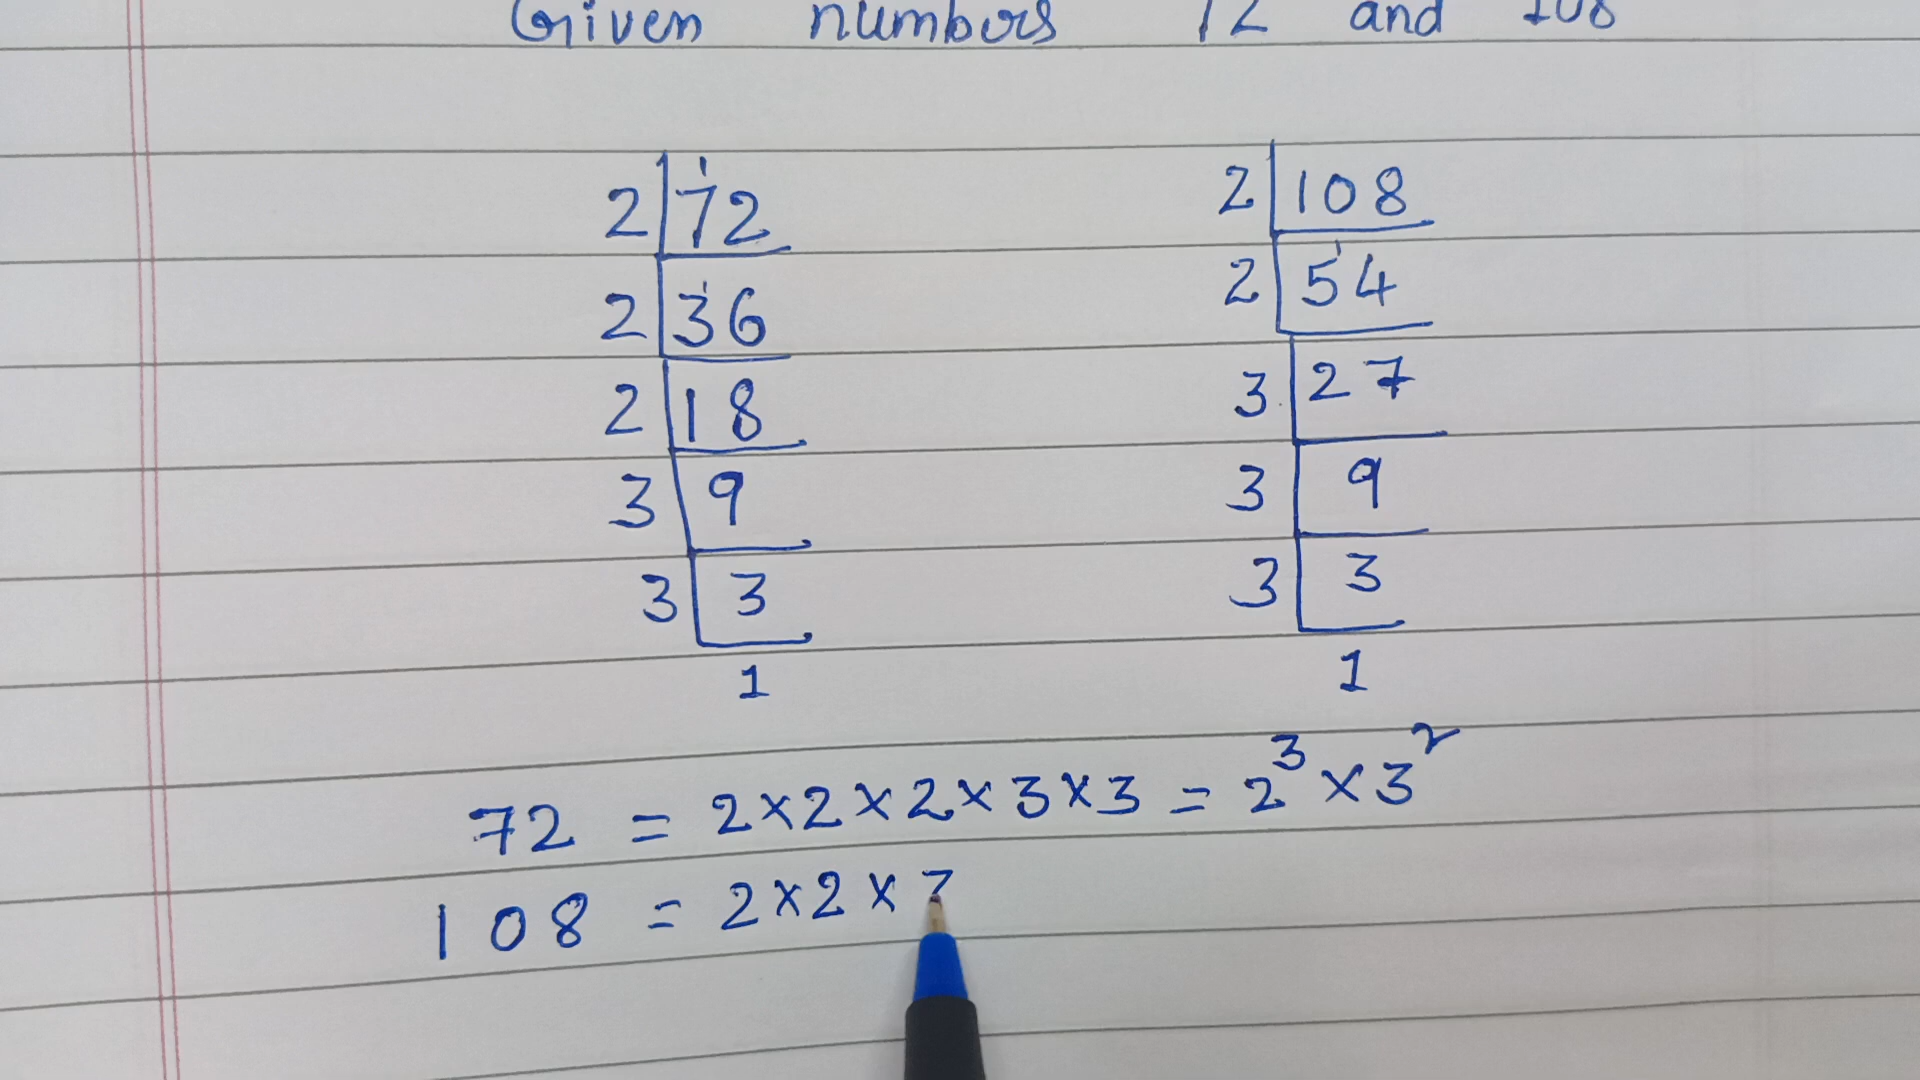 Given numbers 72 and 108
2 | 72 2 | 108
2 | 36 2 | 54
2 | 18 3 | 27
3 | 9 3 | 9
3 | 3 3 | 3
1 1
72 = 2×2×2×3×3 = 2³×3²
108 = 2×2×3